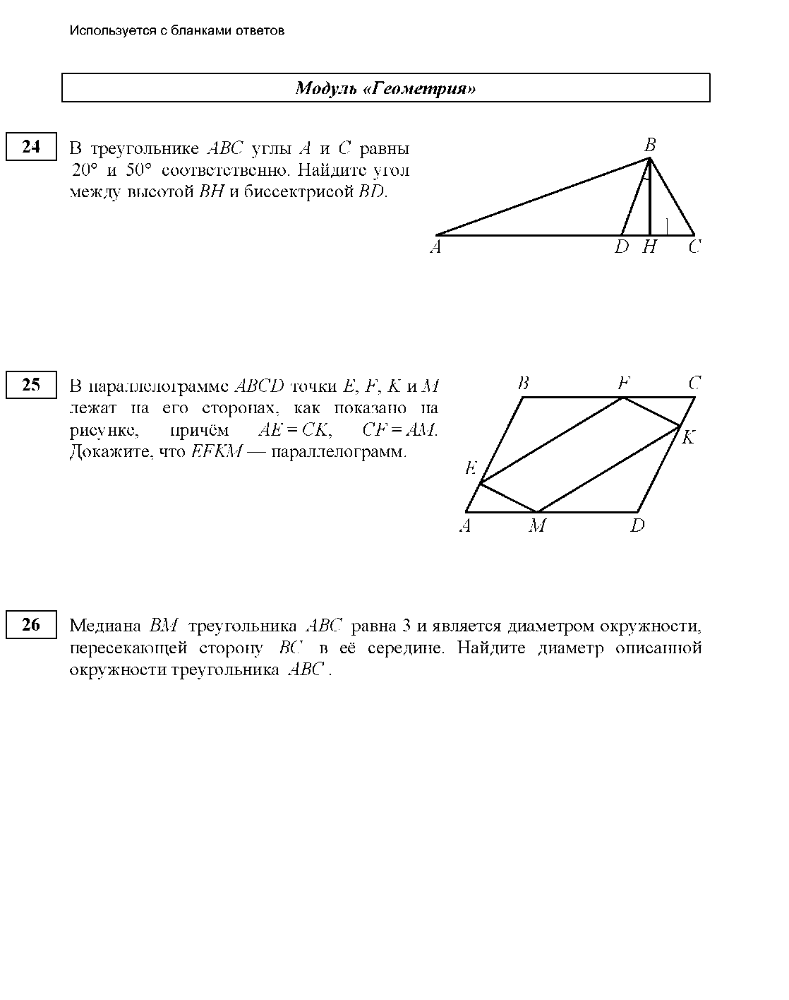 Используется с бланками ответов
Модуль «Геометрия»
24
В треугольнике ABC углы A и C равны
20° и 50° соответственно. Найдите угол
между высотой BH и биссектрисой BD.
B
A
D
H
C
25
В параллелограмме ABCD точки E, F, K и M
лежат на его сторонах, как показано на
рисунке, причём AE = CK, CF = AM.
Докажите, что EFKM — параллелограмм.
B
F
C
K
E
A
M
D
26
Медиана BM треугольника ABC равна 3 и является диаметром окружности,
пересекающей сторону BC в её середине. Найдите диаметр описанной
окружности треугольника ABC .